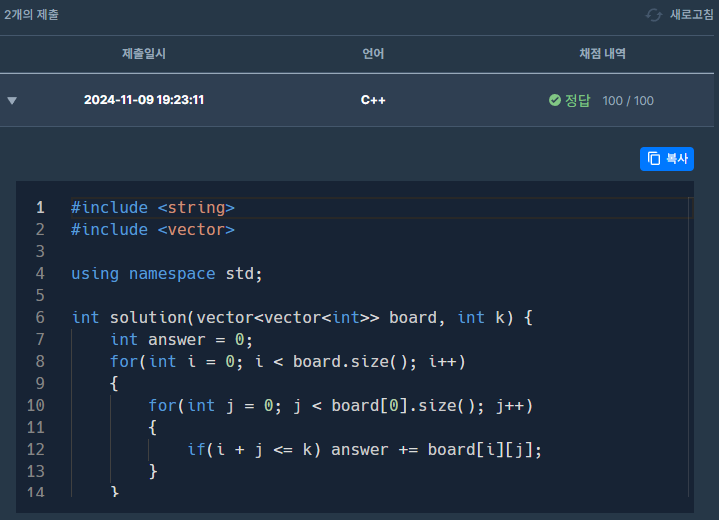 2개의 제출 새로고침
제출일시 언어 채점 내역
2024-11-09 19:23:11 C++ 정답 100 / 100
복사
1 #include <string>
2 #include <vector>
3
4 using namespace std;
5
6 int solution(vector<vector<int>> board, int k) {
7 int answer = 0;
8 for(int i = 0; i < board.size(); i++)
9 {
10 for(int j = 0; j < board[0].size(); j++)
11 {
12 if(i + j <= k) answer += board[i][j];
13 }
14 }